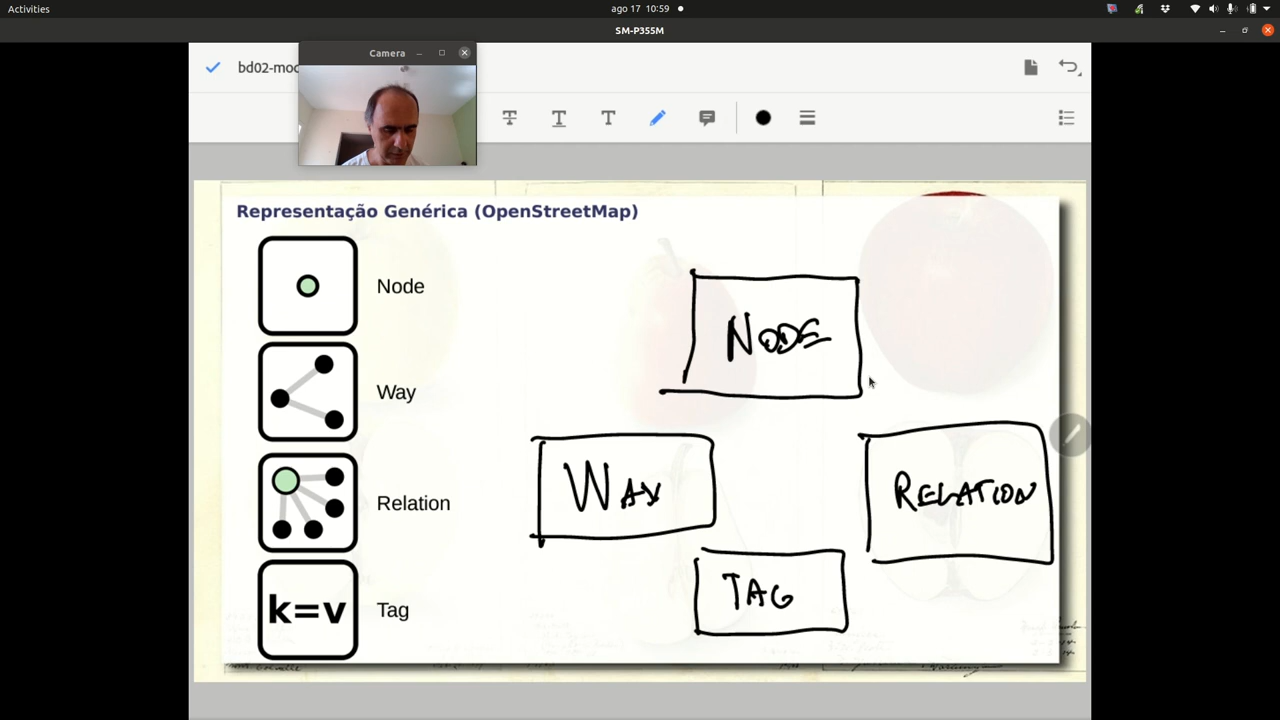 Activities
ago 17 10:59
SM-P355M
Camera
bd02-mod
T T T
Representação Genérica (OpenStreetMap)
Node
NODE
Way
WAY
Relation
RELATION
k=v
Tag
TAG